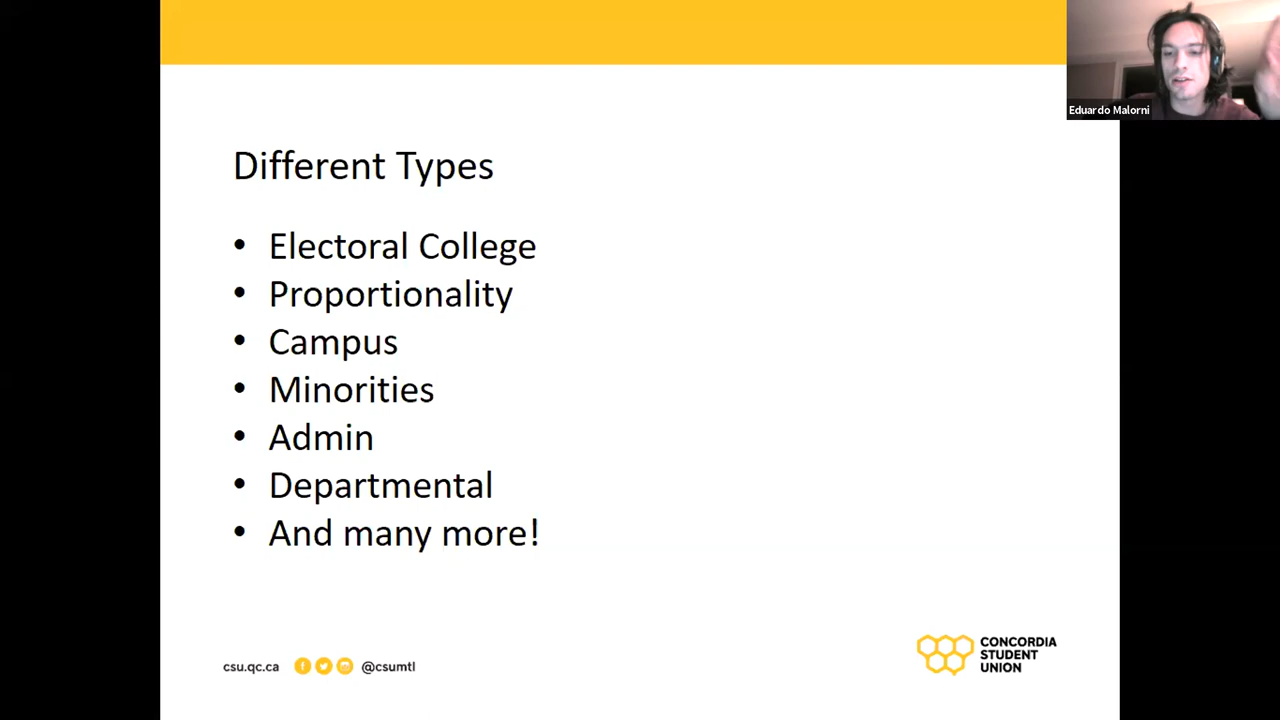 Eduardo Malorni
Different Types
• Electoral College
• Proportionality
• Campus
• Minorities
• Admin
• Departmental
• And many more!
csu.qc.ca @csumtl
CONCORDIA
STUDENT
UNION